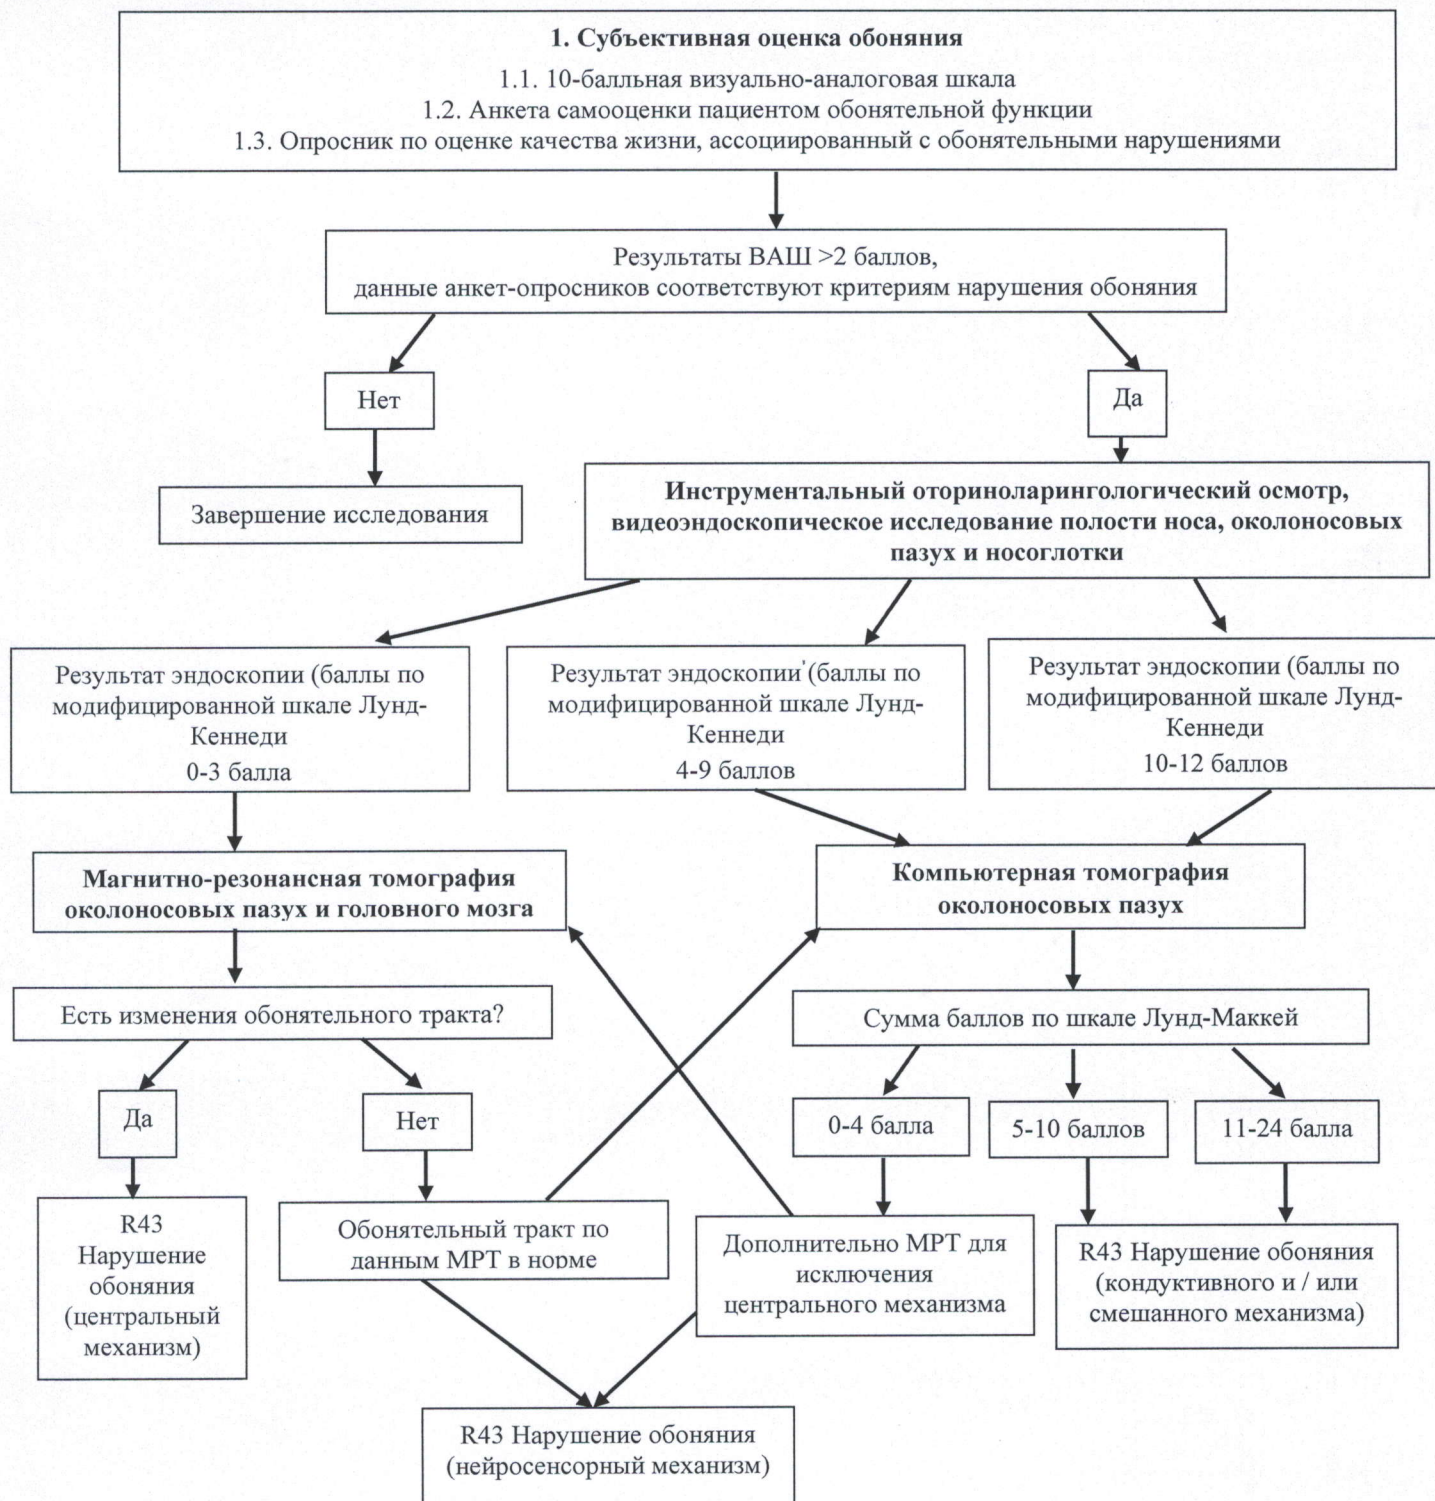 1. Субъективная оценка обоняния
1.1. 10-балльная визуально-аналоговая шкала
1.2. Анкета самооценки пациентом обонятельной функции
1.3. Опросник по оценке качества жизни, ассоциированный с обонятельными нарушениями
Результаты ВАШ >2 баллов,
данные анкет-опросников соответствуют критериям нарушения обоняния
Нет
Да
Завершение исследования
Инструментальный оториноларингологический осмотр,
видеоэндоскопическое исследование полости носа, околоносовых
пазух и носоглотки
Результат эндоскопии (баллы по
модифицированной шкале Лунд-
Кеннеди
0-3 балла
Результат эндоскопии (баллы по
модифицированной шкале Лунд-
Кеннеди
4-9 баллов
Результат эндоскопии (баллы по
модифицированной шкале Лунд-
Кеннеди
10-12 баллов
Магнитно-резонансная томография
околоносовых пазух и головного мозга
Компьютерная томография
околоносовых пазух
Есть изменения обонятельного тракта?
Сумма баллов по шкале Лунд-Маккей
Да
Нет
0-4 балла
5-10 баллов
11-24 балла
R43
Нарушение
обоняния
(центральный
механизм)
Обонятельный тракт по
данным МРТ в норме
Дополнительно МРТ для
исключения
центрального механизма
R43 Нарушение обоняния
(кондуктивного и / или
смешанного механизма)
R43 Нарушение обоняния
(нейросенсорный механизм)